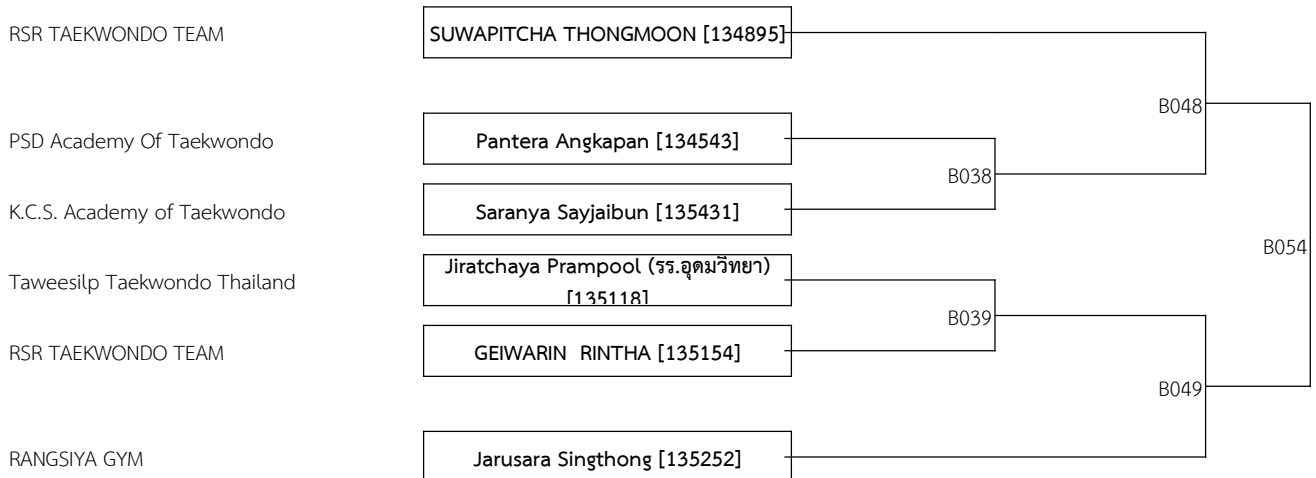 RSR TAEKWONDO TEAM
SUWAPITCHA THONGMOON [134895]
B048
PSD Academy Of Taekwondo
Pantera Angkapan [134543]
B038
K.C.S. Academy of Taekwondo
Saranya Sayjaibun [135431]
B054
Taweesilp Taekwondo Thailand
Jiratchaya Prampool (รร.อุดมวิทยา)
[135118]
B039
RSR TAEKWONDO TEAM
GEIWARIN RINTHA [135154]
B049
RANGSIYA GYM
Jarusara Singthong [135252]